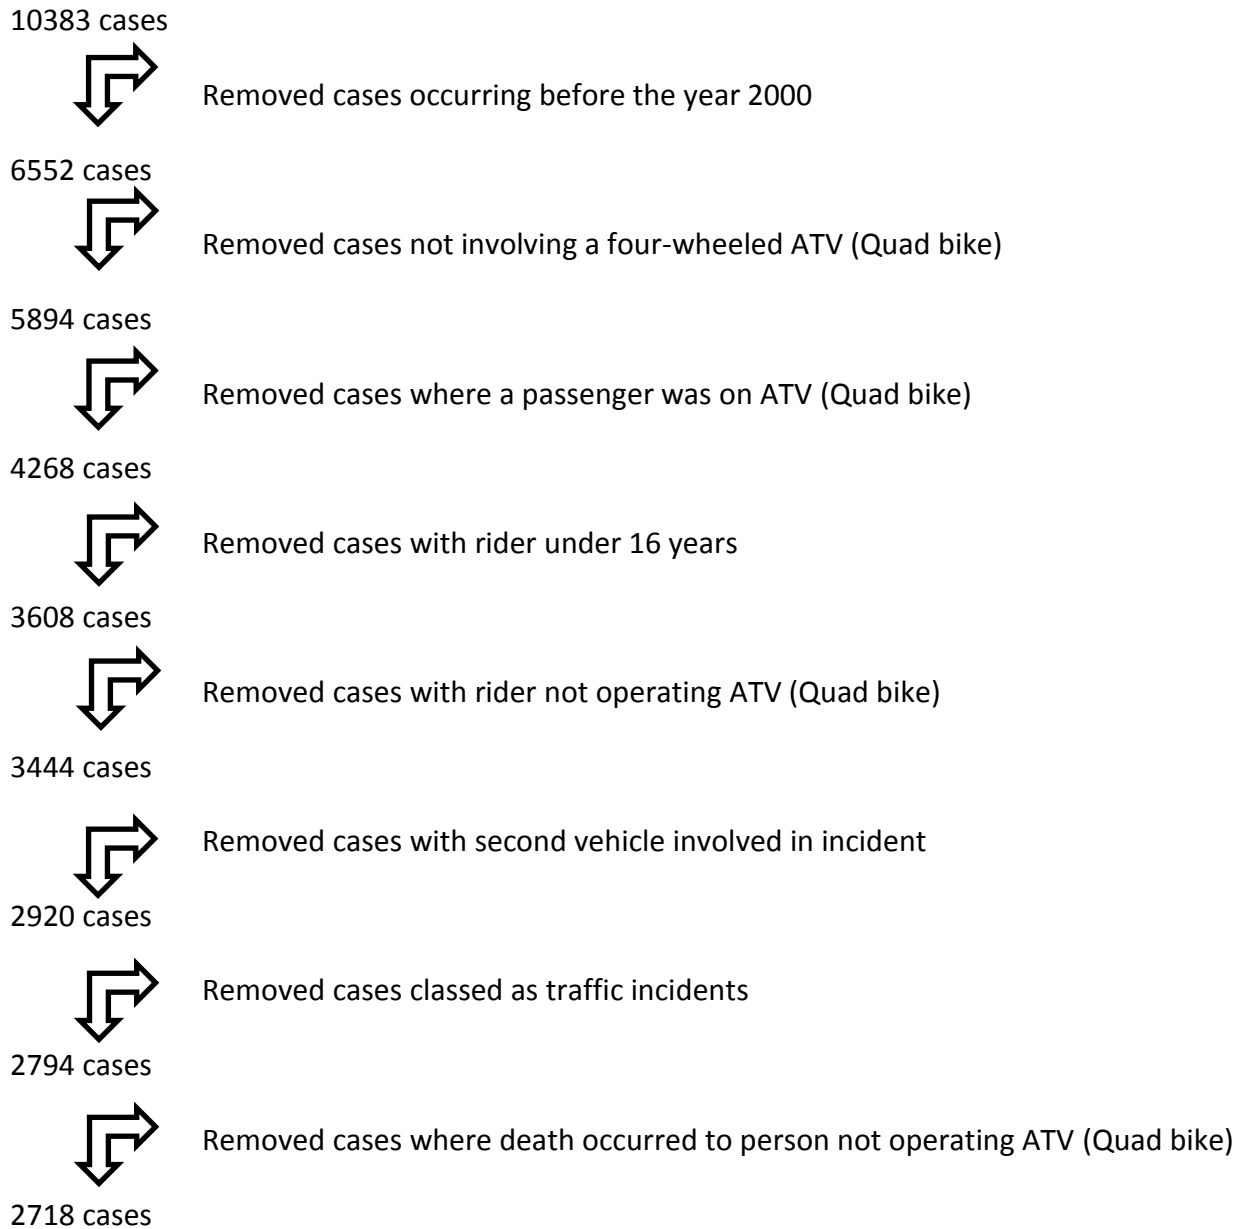 10383 cases
Removed cases occurring before the year 2000
6552 cases
Removed cases not involving a four-wheeled ATV (Quad bike)
5894 cases
Removed cases where a passenger was on ATV (Quad bike)
4268 cases
Removed cases with rider under 16 years
3608 cases
Removed cases with rider not operating ATV (Quad bike)
3444 cases
Removed cases with second vehicle involved in incident
2920 cases
Removed cases classed as traffic incidents
2794 cases
Removed cases where death occurred to person not operating ATV (Quad bike)
2718 cases